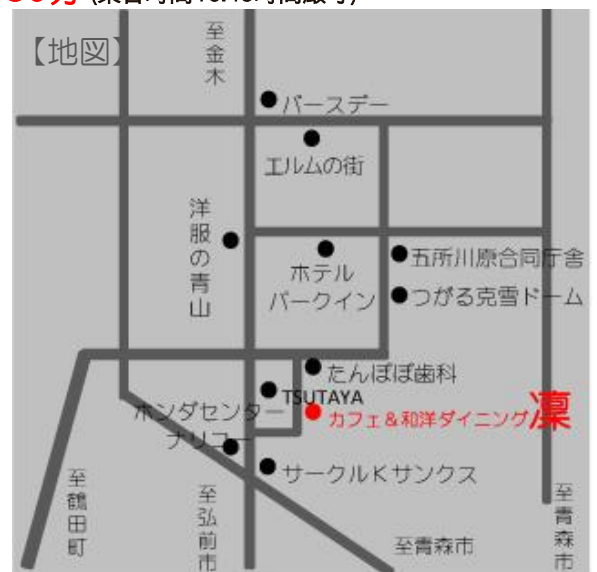 【地図】
至金木
バースデー
エルムの街
洋服の青山
ホテル
パークイン
五所川原合同庁舎
つがる克雪ドーム
たんぽぽ歯科
TSUTAYA
ホンダセンター
ナリコー
カフェ&和洋ダイニング凛
サークルKサンクス
至鶴田町
至弘前市
至青森市
至青森市